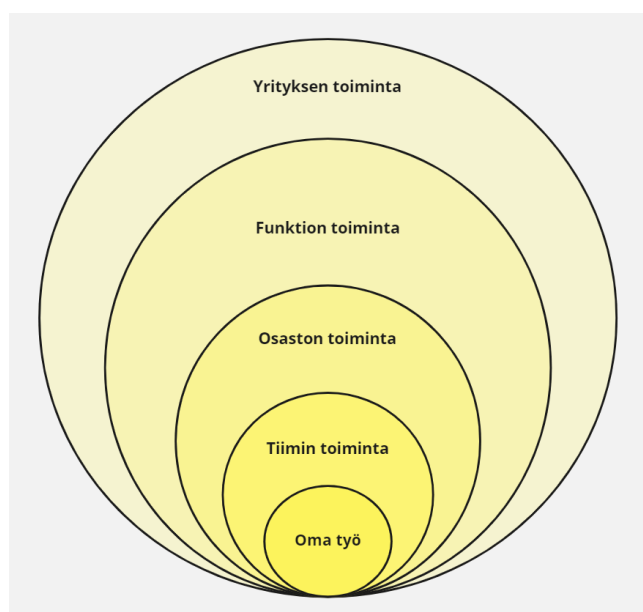 Yrityksen toiminta
Funktion toiminta
Osaston toiminta
Tiimin toiminta
Oma työ